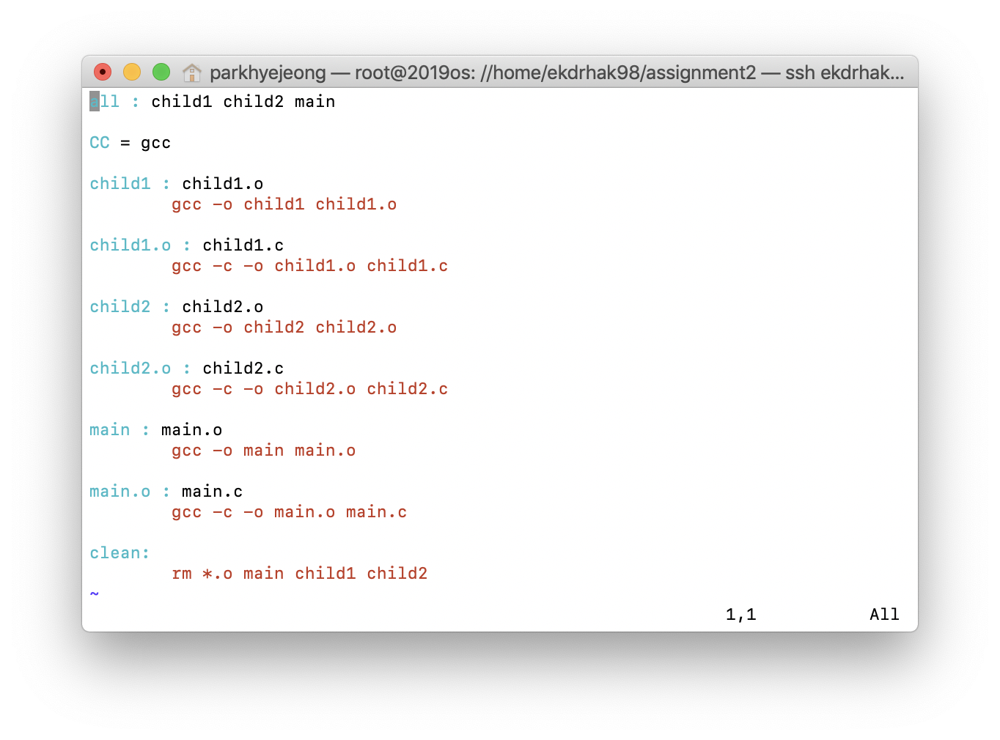 parkhyejeong — root@2019os: //home/ekdrhak98/assignment2 — ssh ekdrhak...
all : child1 child2 main
CC = gcc
child1 : child1.o
gcc -o child1 child1.o
child1.o : child1.c
gcc -c -o child1.o child1.c
child2 : child2.o
gcc -o child2 child2.o
child2.o : child2.c
gcc -c -o child2.o child2.c
main : main.o
gcc -o main main.o
main.o : main.c
gcc -c -o main.o main.c
clean:
rm *.o main child1 child2
~
1,1 All